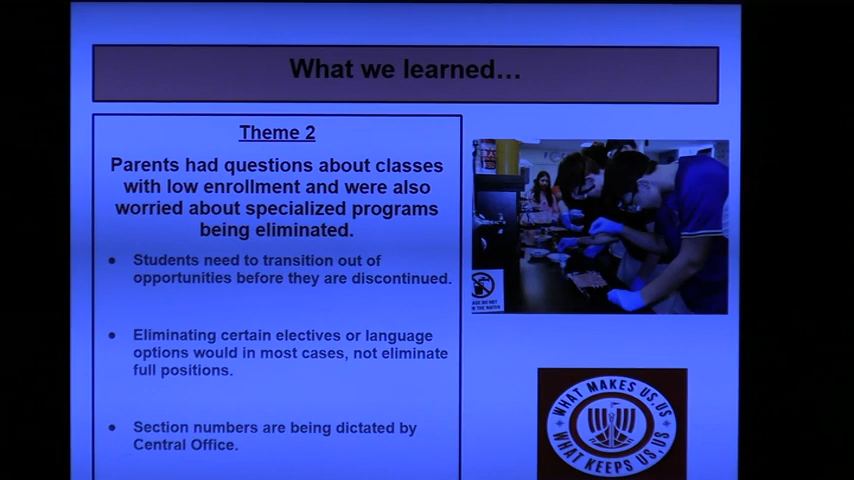 What we learned...
Theme 2
Parents had questions about classes
with low enrollment and were also
worried about specialized programs
being eliminated.
● Students need to transition out of
opportunities before they are discontinued.
● Eliminating certain electives or language
options would in most cases, not eliminate
full positions.
● Section numbers are being dictated by
Central Office.
WHAT MAKES US, US
WHAT KEEPS US, US